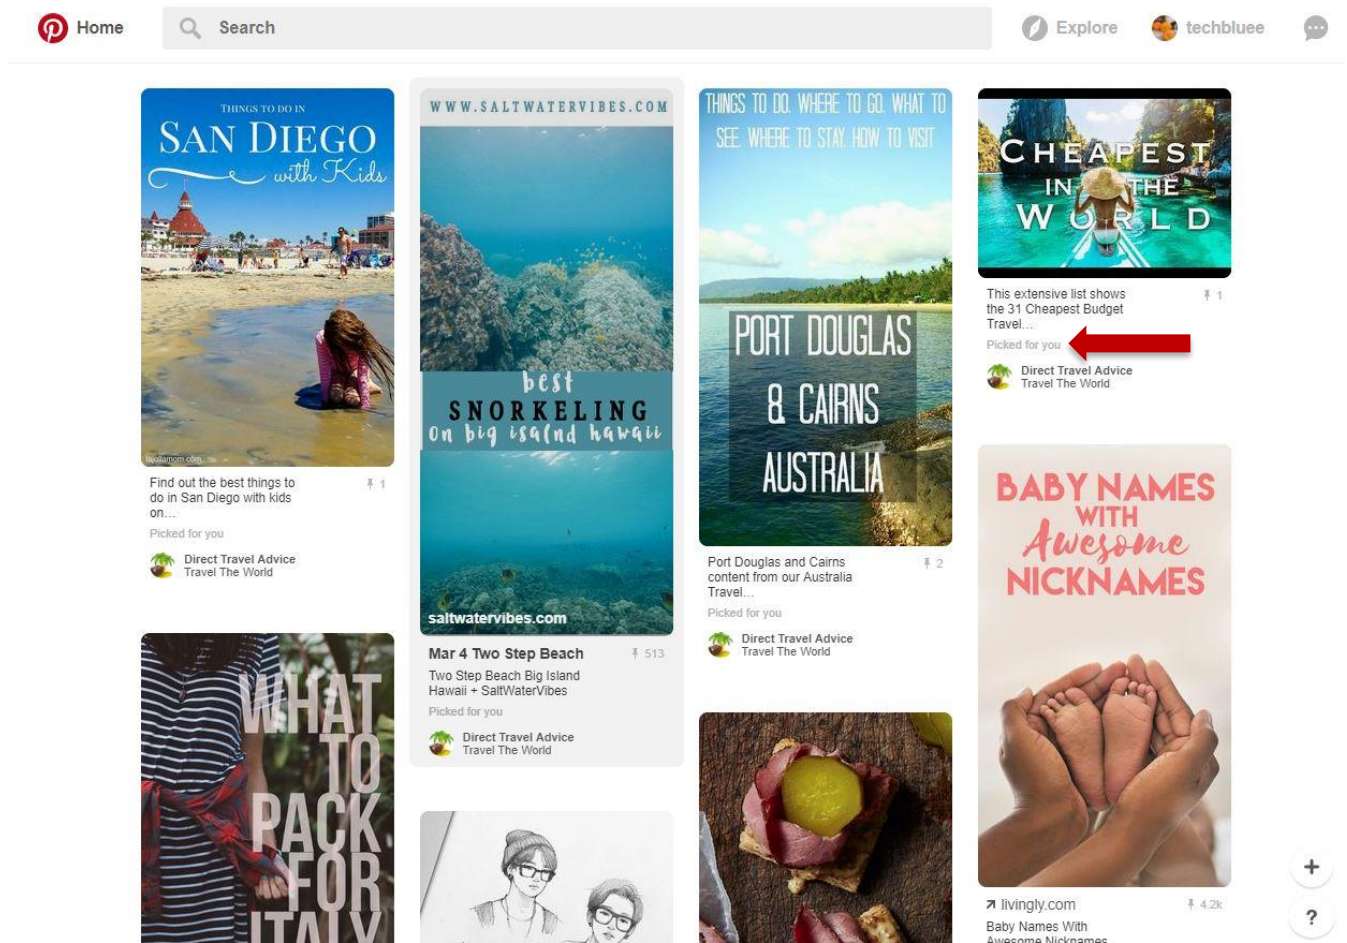 Home
Search
Explore
techbluee
THINGS TO DO IN
SAN DIEGO
with Kids
lajollamom.com
Find out the best things to
do in San Diego with kids
on...
1
Picked for you
Direct Travel Advice
Travel The World
WHAT
TO
PACK
FOR
ITALY
WWW.SALTWATERVIBES.COM
best
SNORKELING
on big isalnd hawaii
saltwatervibes.com
Mar 4 Two Step Beach
513
Two Step Beach Big Island
Hawaii + SaltWaterVibes
Picked for you
Direct Travel Advice
Travel The World
THINGS TO DO. WHERE TO GO. WHAT TO
SEE. WHERE TO STAY. HOW TO VISIT
PORT DOUGLAS
& CAIRNS
AUSTRALIA
Port Douglas and Cairns
content from our Australia
Travel...
2
Picked for you
Direct Travel Advice
Travel The World
CHEAPEST
IN THE
WORLD
This extensive list shows
the 31 Cheapest Budget
Travel...
1
Picked for you
Direct Travel Advice
Travel The World
BABY NAMES
WITH
Awesome
NICKNAMES
livingly.com
4.2k
Baby Names With
Awesome Nicknames
+
?